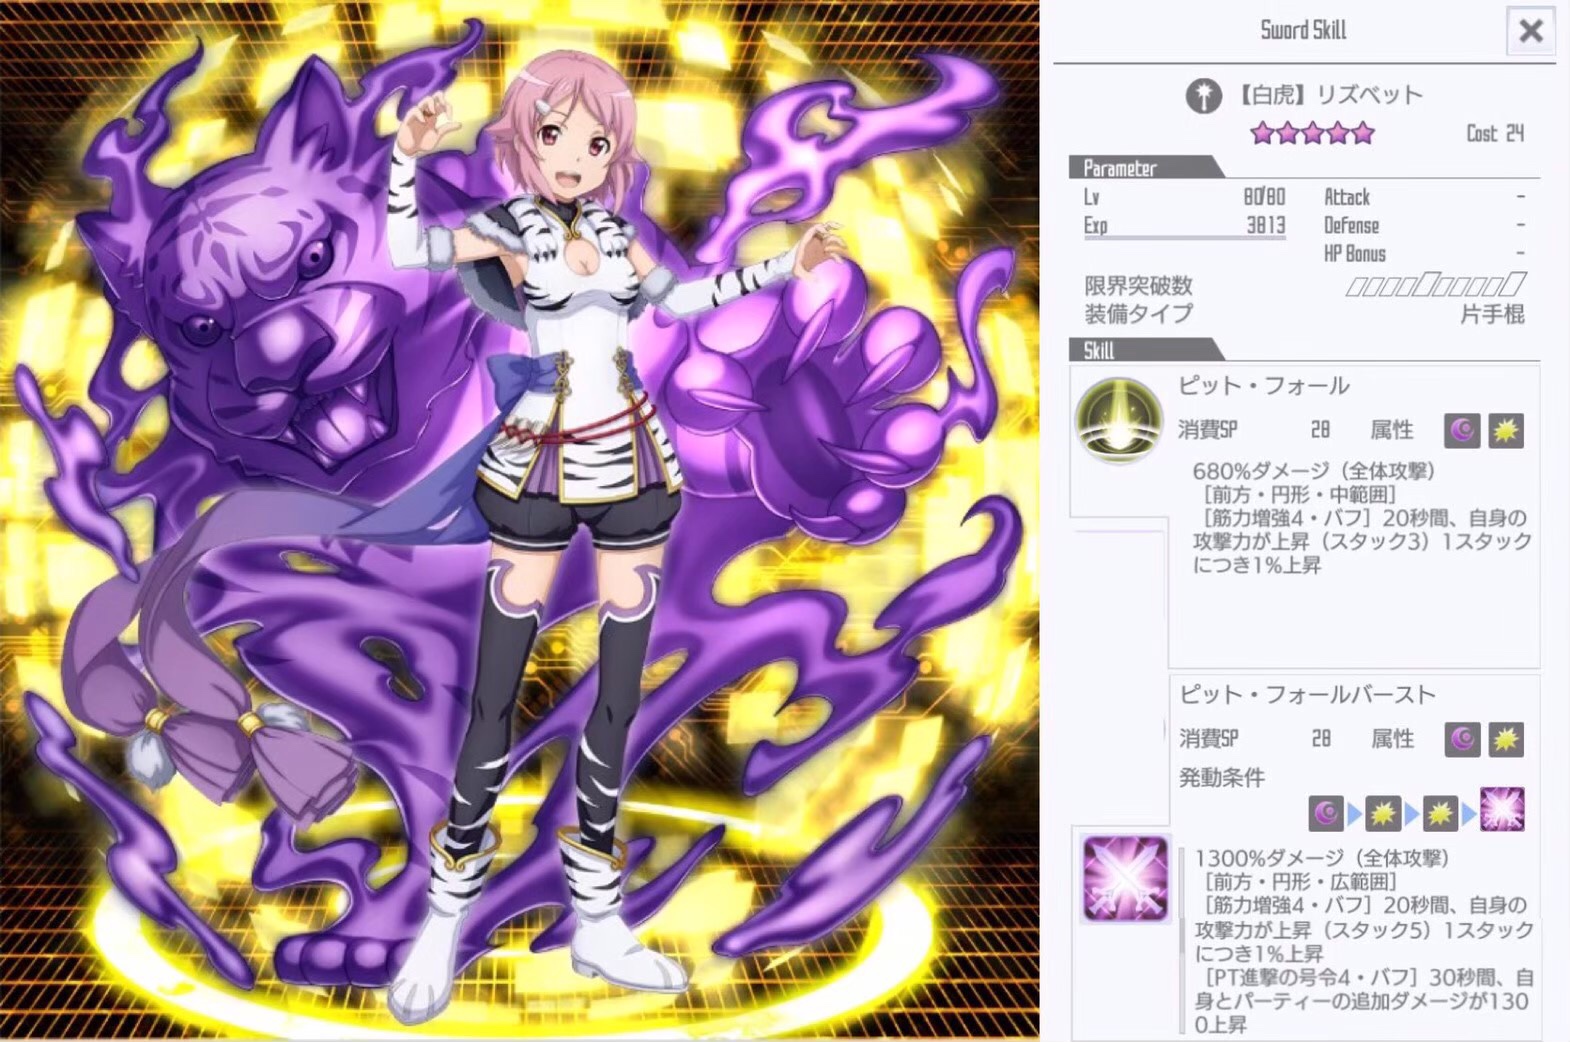 Sword Skill
【白虎】リズベット
Cost 24
Parameter
Lv 80/80 Attack -
Exp 3813 Defense -
HP Bonus -
限界突破数
装備タイプ 片手棍
Skill
ピット・フォール
消費SP 28 属性
680%ダメージ（全体攻撃）
［前方・円形・中範囲］
［筋力増強4・バフ］20秒間、自身の
攻撃力が上昇（スタック3）1スタック
につき1%上昇
ピット・フォールバースト
消費SP 28 属性
発動条件
1300%ダメージ（全体攻撃）
［前方・円形・広範囲］
［筋力増強4・バフ］20秒間、自身の
攻撃力が上昇（スタック5）1スタック
につき1%上昇
［PT進撃の号令4・バフ］30秒間、自
身とパーティーの追加ダメージが130
0上昇